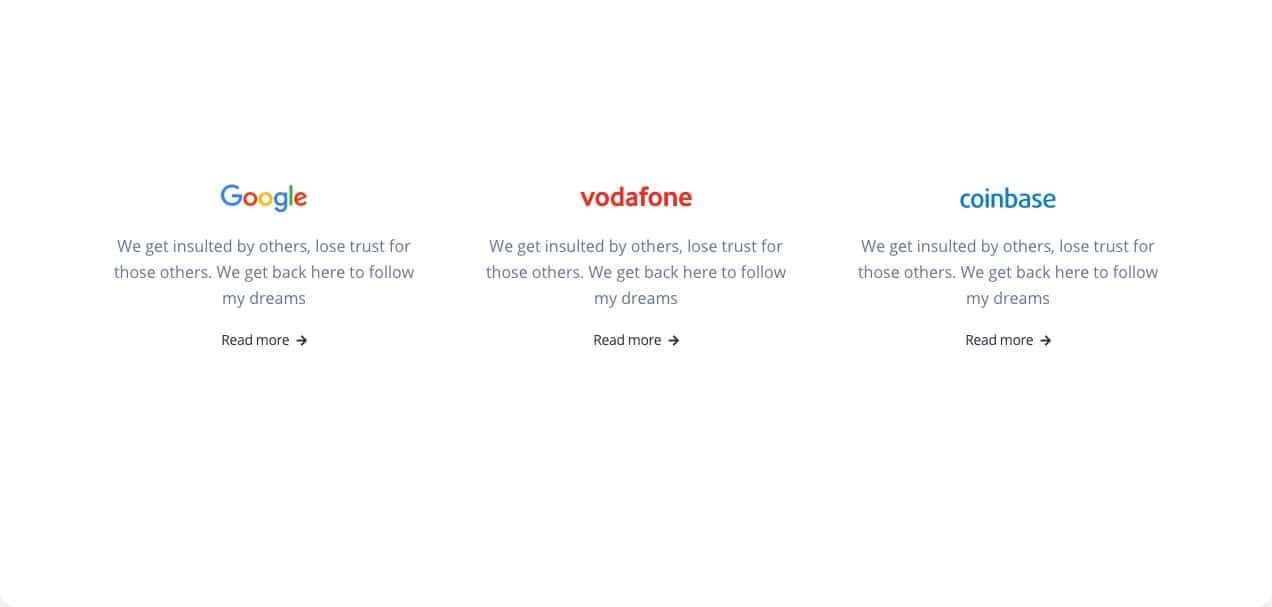 Google
We get insulted by others, lose trust for
those others. We get back here to follow
my dreams
Read more →
vodafone
We get insulted by others, lose trust for
those others. We get back here to follow
my dreams
Read more →
coinbase
We get insulted by others, lose trust for
those others. We get back here to follow
my dreams
Read more →